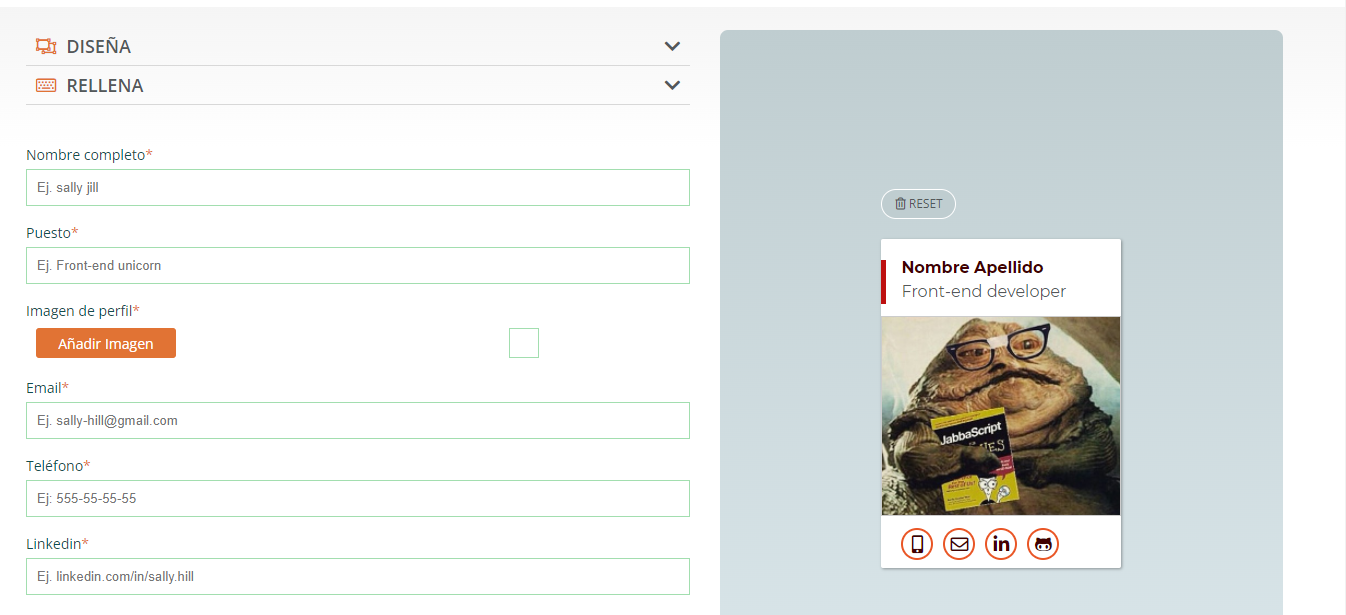 DISEÑA
RELLENA
Nombre completo*
Ej. sally jill
Puesto*
Ej. Front-end unicorn
Imagen de perfil*
Añadir Imagen
Email*
Ej. sally-hill@gmail.com
Teléfono*
Ej: 555-55-55-55
Linkedin*
Ej. linkedin.com/in/sally.hill
RESET
Nombre Apellido
Front-end developer
JabbaScript
in